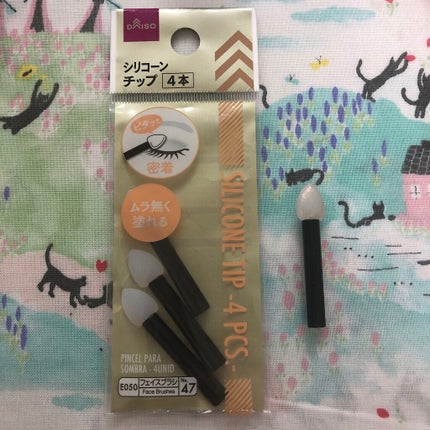 DAISO
シリコーン
チップ 4本
ピタッと
密着
ムラ無く
塗れる
SILICONE TIP -4 PCS-
PINCEL PARA
SOMBRA - 4UNID
E050 フェイスブラシ No. 47
Face Brushes